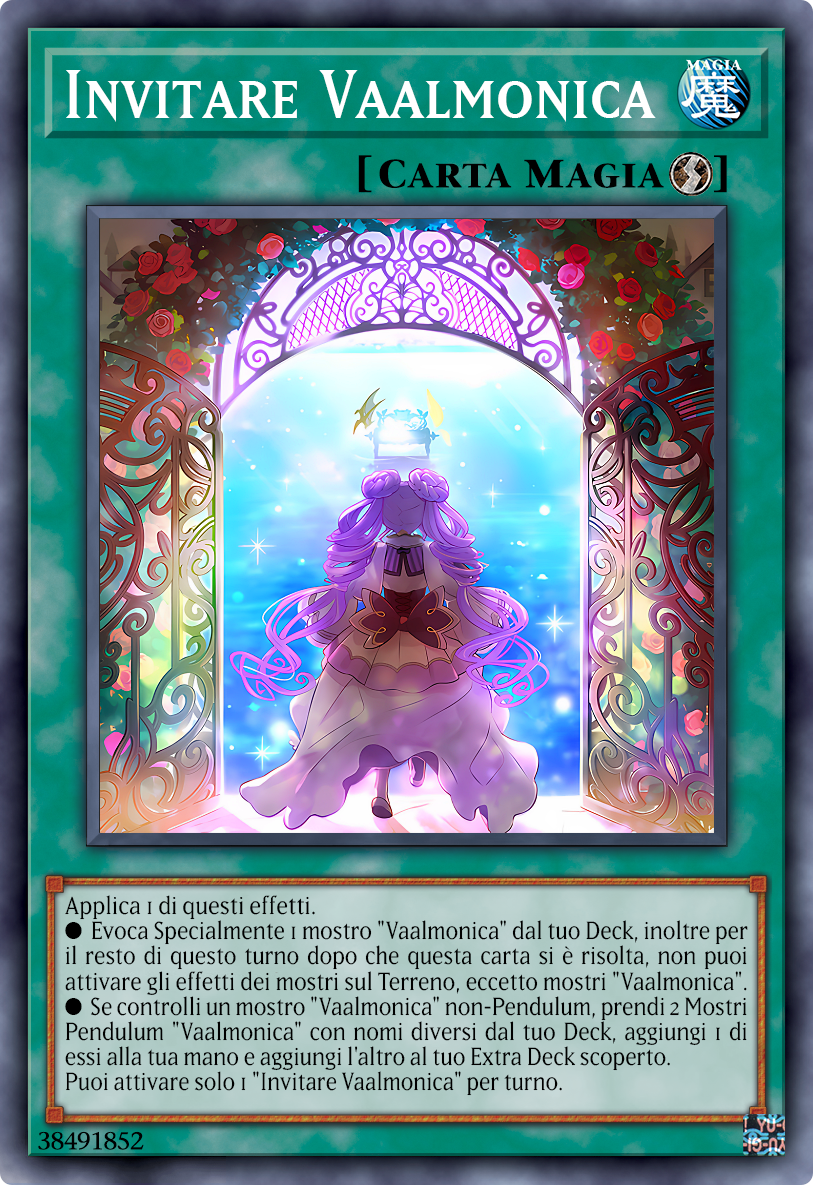 Invitare Vaalmonica
MAGIA
魔
[Carta Magia]
Applica 1 di questi effetti.
● Evoca Specialmente 1 mostro "Vaalmonica" dal tuo Deck, inoltre per
il resto di questo turno dopo che questa carta si è risolta, non puoi
attivare gli effetti dei mostri sul Terreno, eccetto mostri "Vaalmonica".
● Se controlli un mostro "Vaalmonica" non-Pendulum, prendi 2 Mostri
Pendulum "Vaalmonica" con nomi diversi dal tuo Deck, aggiungi 1 di
essi alla tua mano e aggiungi l'altro al tuo Extra Deck scoperto.
Puoi attivare solo 1 "Invitare Vaalmonica" per turno.
38491852